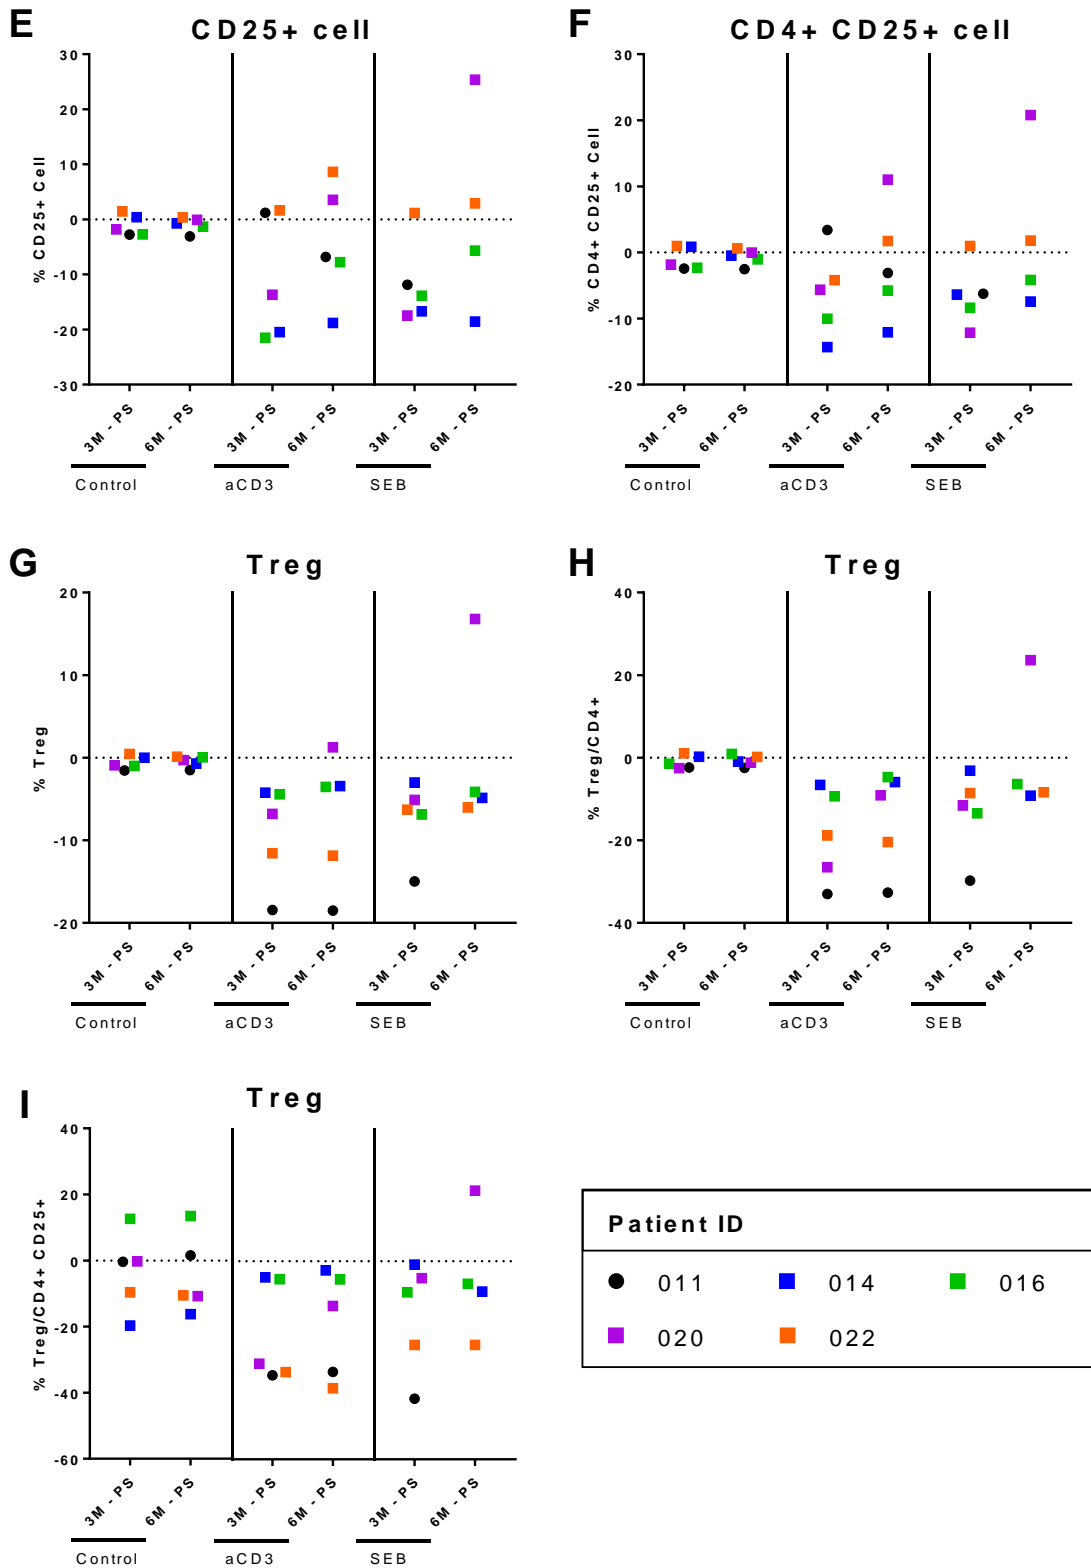 E
CD25+ cell
% CD25+ Cell
30
20
10
0
-10
-20
-30
3M - PS
6M - PS
3M - PS
6M - PS
3M - PS
6M - PS
Control
aCD3
SEB
F
CD4+ CD25+ cell
% CD4+ CD25+ Cell
30
20
10
0
-10
-20
3M - PS
6M - PS
3M - PS
6M - PS
3M - PS
6M - PS
Control
aCD3
SEB
G
Treg
% Treg
20
10
0
-10
-20
3M - PS
6M - PS
3M - PS
6M - PS
3M - PS
6M - PS
Control
aCD3
SEB
H
Treg
% Treg/CD4+
40
20
0
-20
-40
3M - PS
6M - PS
3M - PS
6M - PS
3M - PS
6M - PS
Control
aCD3
SEB
I
Treg
% Treg/CD4+ CD25+
40
20
0
-20
-40
-60
3M - PS
6M - PS
3M - PS
6M - PS
3M - PS
6M - PS
Control
aCD3
SEB
Patient ID
011 014 016
020 022